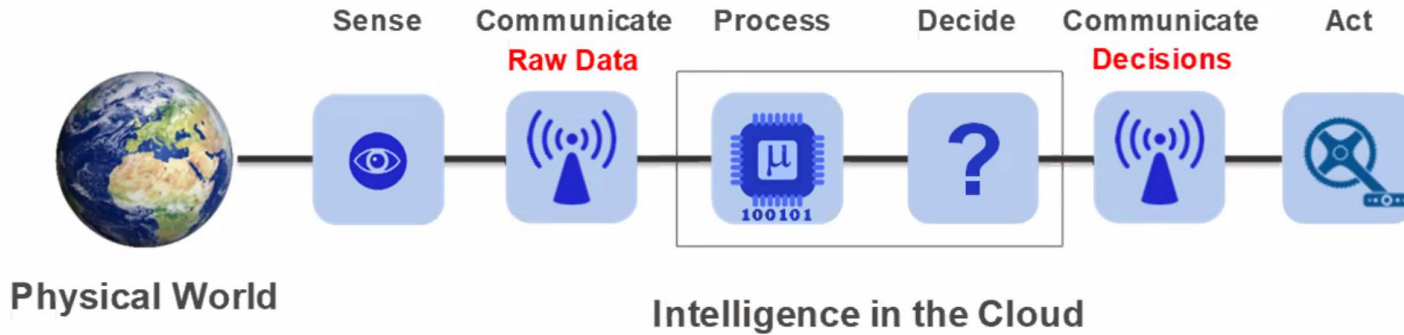 Sense
Communicate
Raw Data
Process
Decide
Communicate
Decisions
Act
μ
100101
?
Physical World
Intelligence in the Cloud